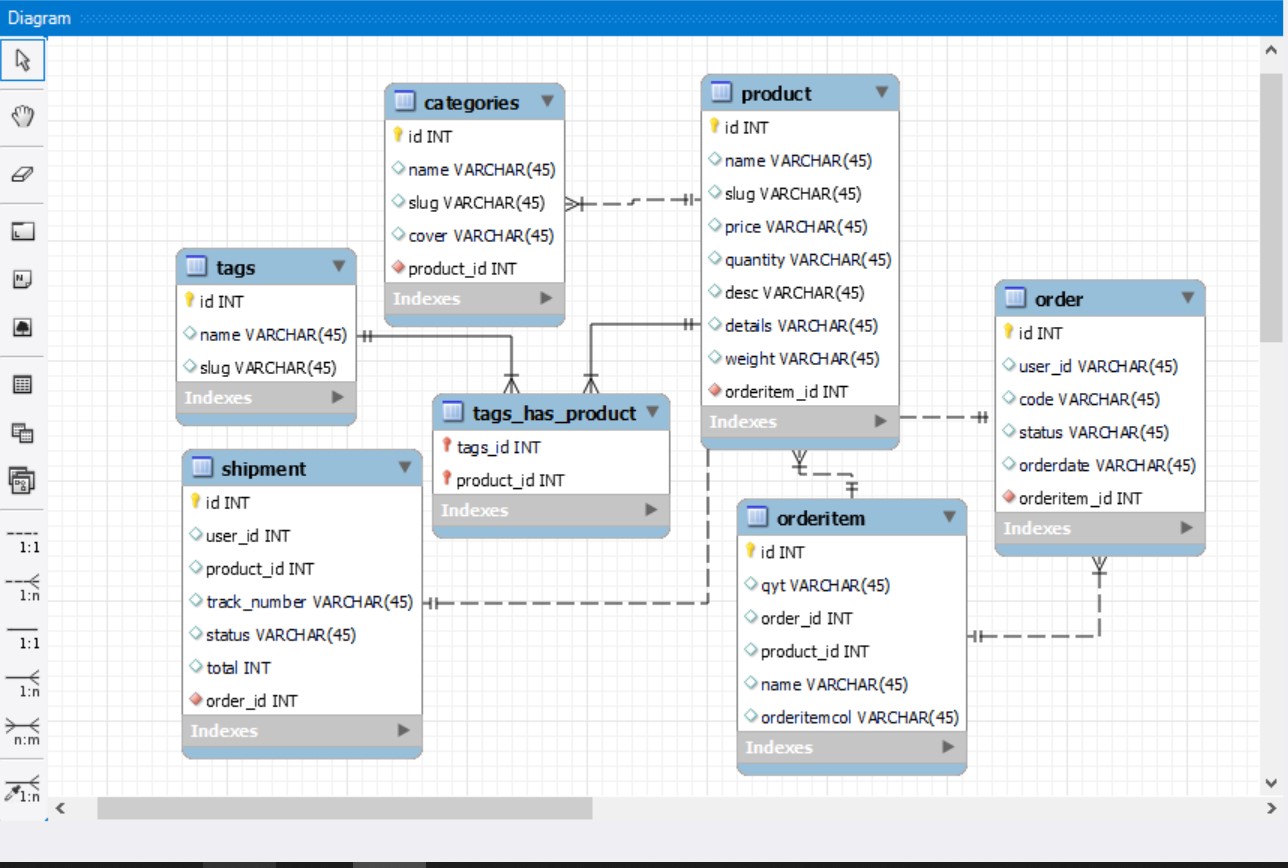 Diagram
categories
id INT
name VARCHAR(45)
slug VARCHAR(45)
cover VARCHAR(45)
product_id INT
Indexes
product
id INT
name VARCHAR(45)
slug VARCHAR(45)
price VARCHAR(45)
quantity VARCHAR(45)
desc VARCHAR(45)
details VARCHAR(45)
weight VARCHAR(45)
orderitem_id INT
Indexes
tags
id INT
name VARCHAR(45)
slug VARCHAR(45)
Indexes
order
id INT
user_id VARCHAR(45)
code VARCHAR(45)
status VARCHAR(45)
orderdate VARCHAR(45)
orderitem_id INT
Indexes
tags_has_product
tags_id INT
product_id INT
Indexes
shipment
id INT
user_id INT
product_id INT
track_number VARCHAR(45)
status VARCHAR(45)
total INT
order_id INT
Indexes
orderitem
id INT
qyt VARCHAR(45)
order_id INT
product_id INT
name VARCHAR(45)
orderitemcol VARCHAR(45)
Indexes
1:1
1:n
1:1
1:n
n:m
1:n